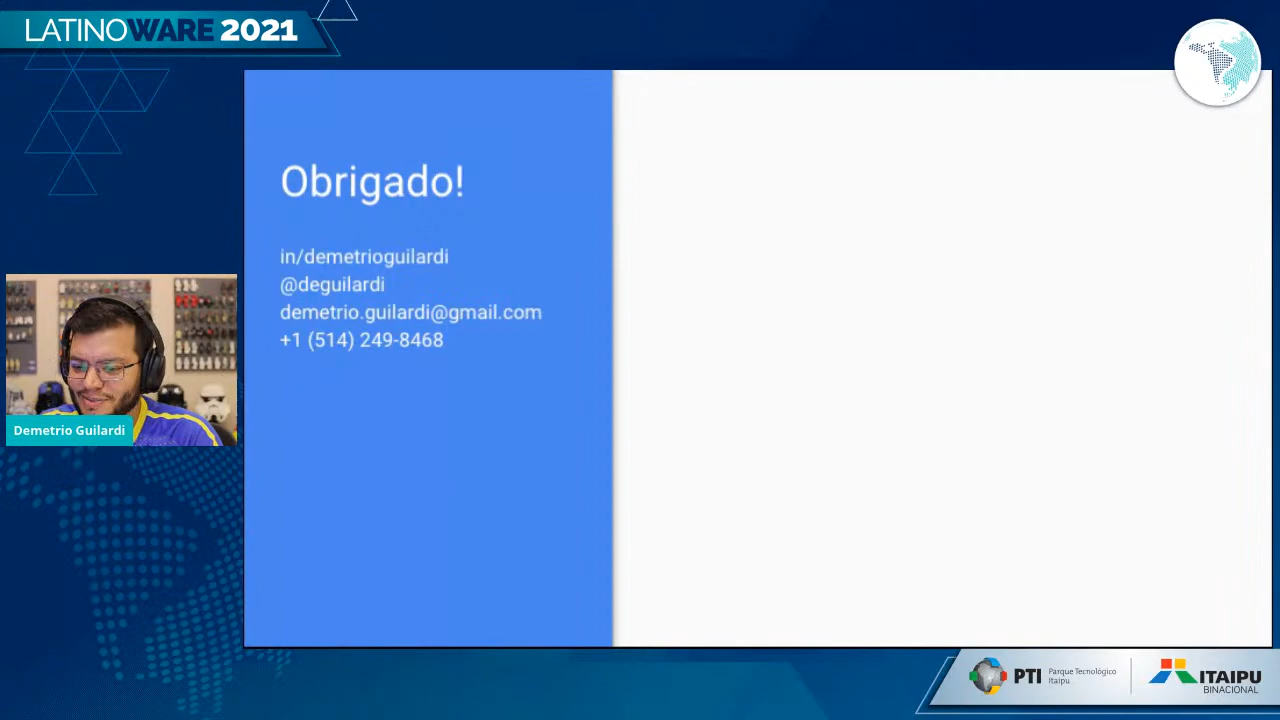 LATINOWARE 2021
Obrigado!
in/demetrioguilardi
@deguilardi
demetrio.guilardi@gmail.com
+1 (514) 249-8468
Demetrio Guilardi
PTI Parque Tecnológico
Itaipu
ITAIPU
BINACIONAL